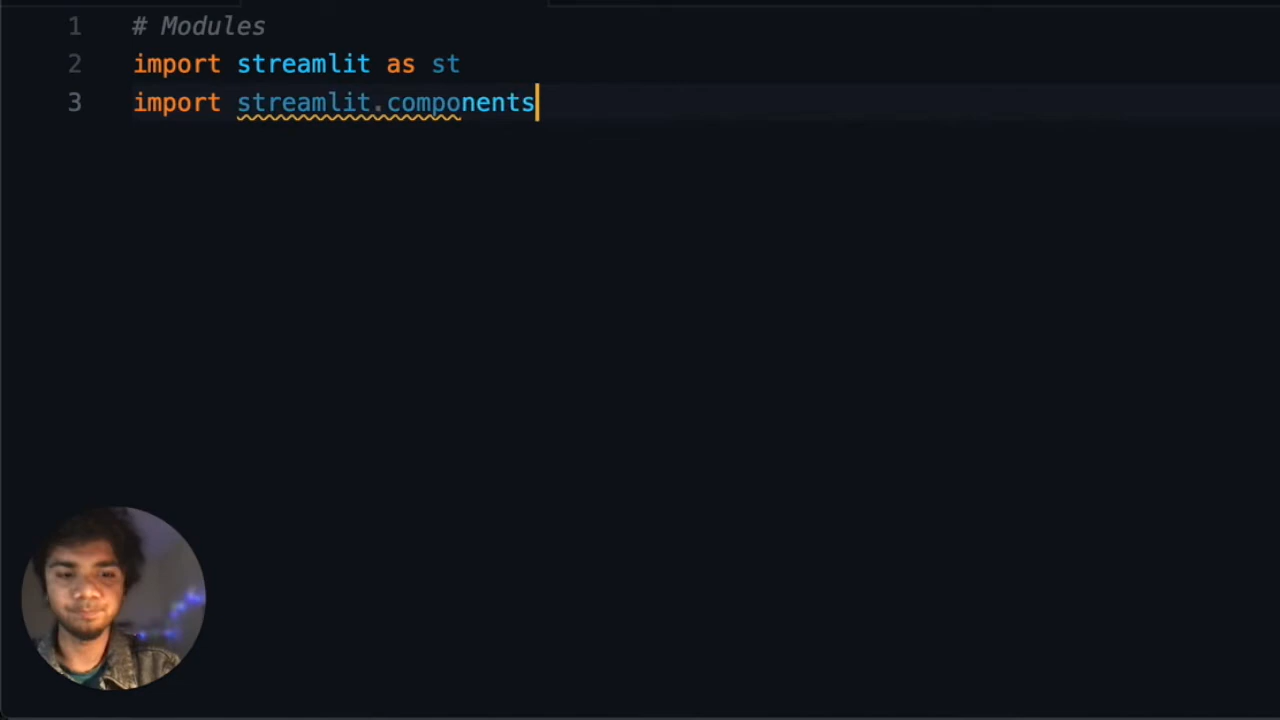 1 # Modules
2 import streamlit as st
3 import streamlit.components